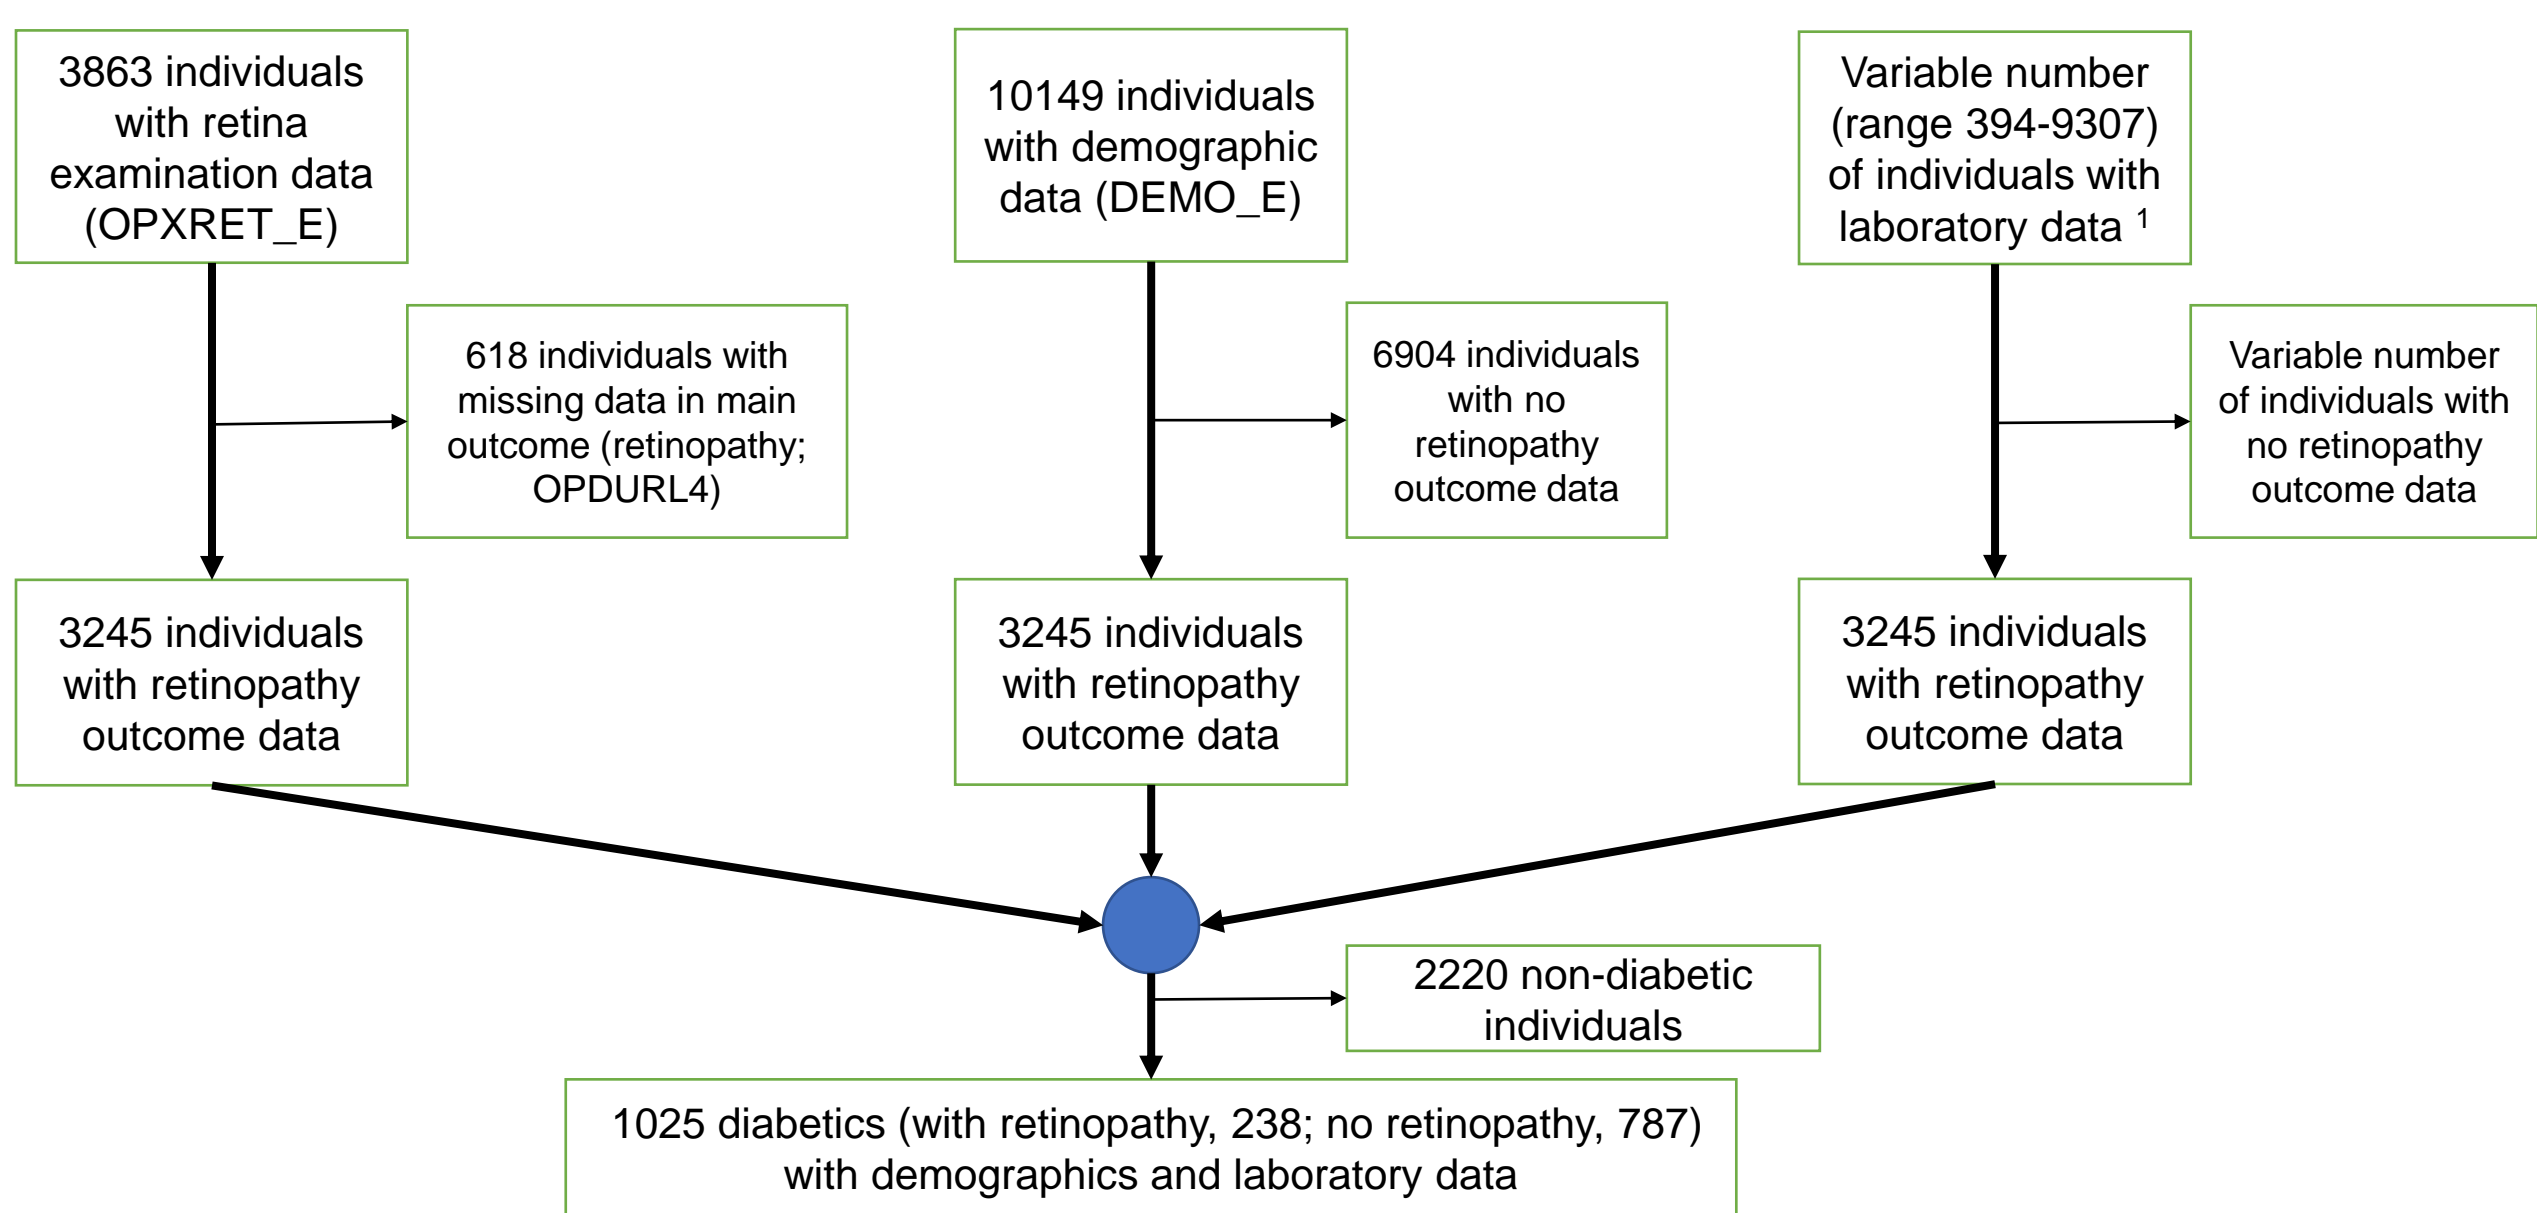 3863 individuals
with retina
examination data
(OPXRET_E)
10149 individuals
with demographic
data (DEMO_E)
Variable number
(range 394-9307)
of individuals with
laboratory data ¹
618 individuals with
missing data in main
outcome (retinopathy;
OPDURL4)
6904 individuals
with no
retinopathy
outcome data
Variable number
of individuals with
no retinopathy
outcome data
3245 individuals
with retinopathy
outcome data
3245 individuals
with retinopathy
outcome data
3245 individuals
with retinopathy
outcome data
2220 non-diabetic
individuals
1025 diabetics (with retinopathy, 238; no retinopathy, 787)
with demographics and laboratory data